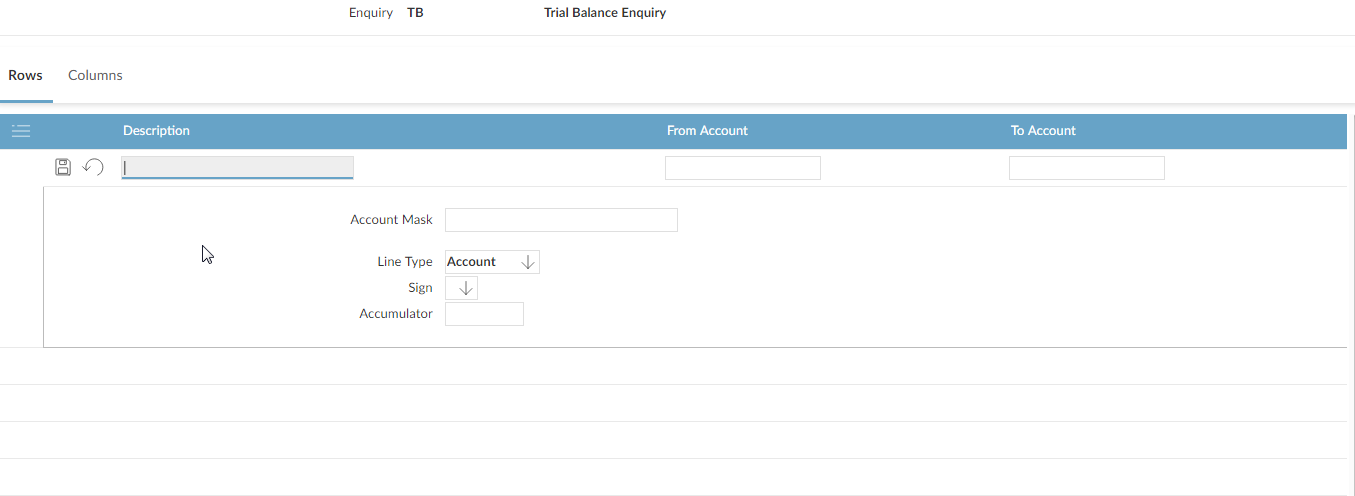 Enquiry TB Trial Balance Enquiry
Rows Columns
Description From Account To Account
Account Mask
Line Type Account
Sign
Accumulator